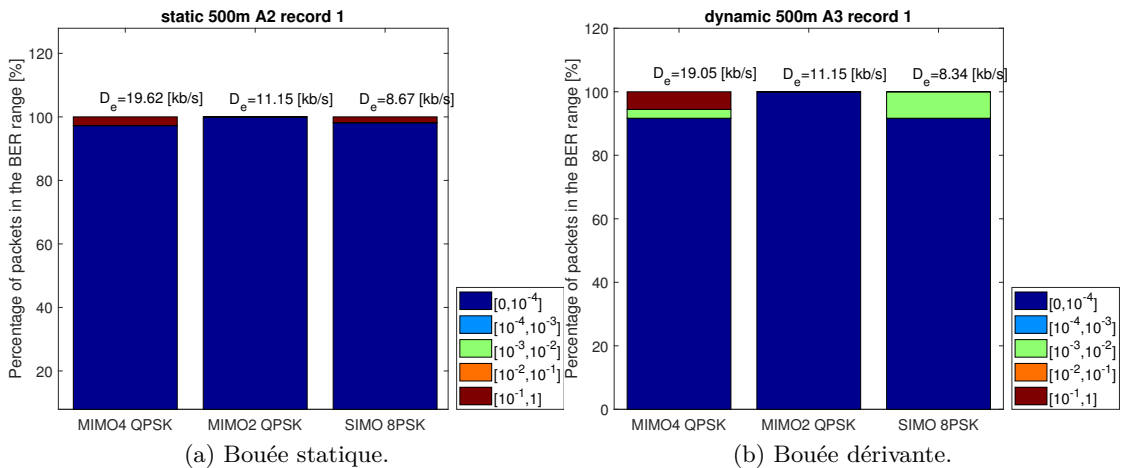 static 500m A2 record 1
Percentage of packets in the BER range [%]
120
100
80
60
40
20
D_e=19.62 [kb/s]
D_e=11.15 [kb/s]
D_e=8.67 [kb/s]
MIMO4 QPSK
MIMO2 QPSK
SIMO 8PSK
[0,10^-4]
[10^-4,10^-3]
[10^-3,10^-2]
[10^-2,10^-1]
[10^-1,1]
(a) Bouée statique.
dynamic 500m A3 record 1
Percentage of packets in the BER range [%]
120
100
80
60
40
20
0
D_e=19.05 [kb/s]
D_e=11.15 [kb/s]
D_e=8.34 [kb/s]
MIMO4 QPSK
MIMO2 QPSK
SIMO 8PSK
[0,10^-4]
[10^-4,10^-3]
[10^-3,10^-2]
[10^-2,10^-1]
[10^-1,1]
(b) Bouée dérivante.